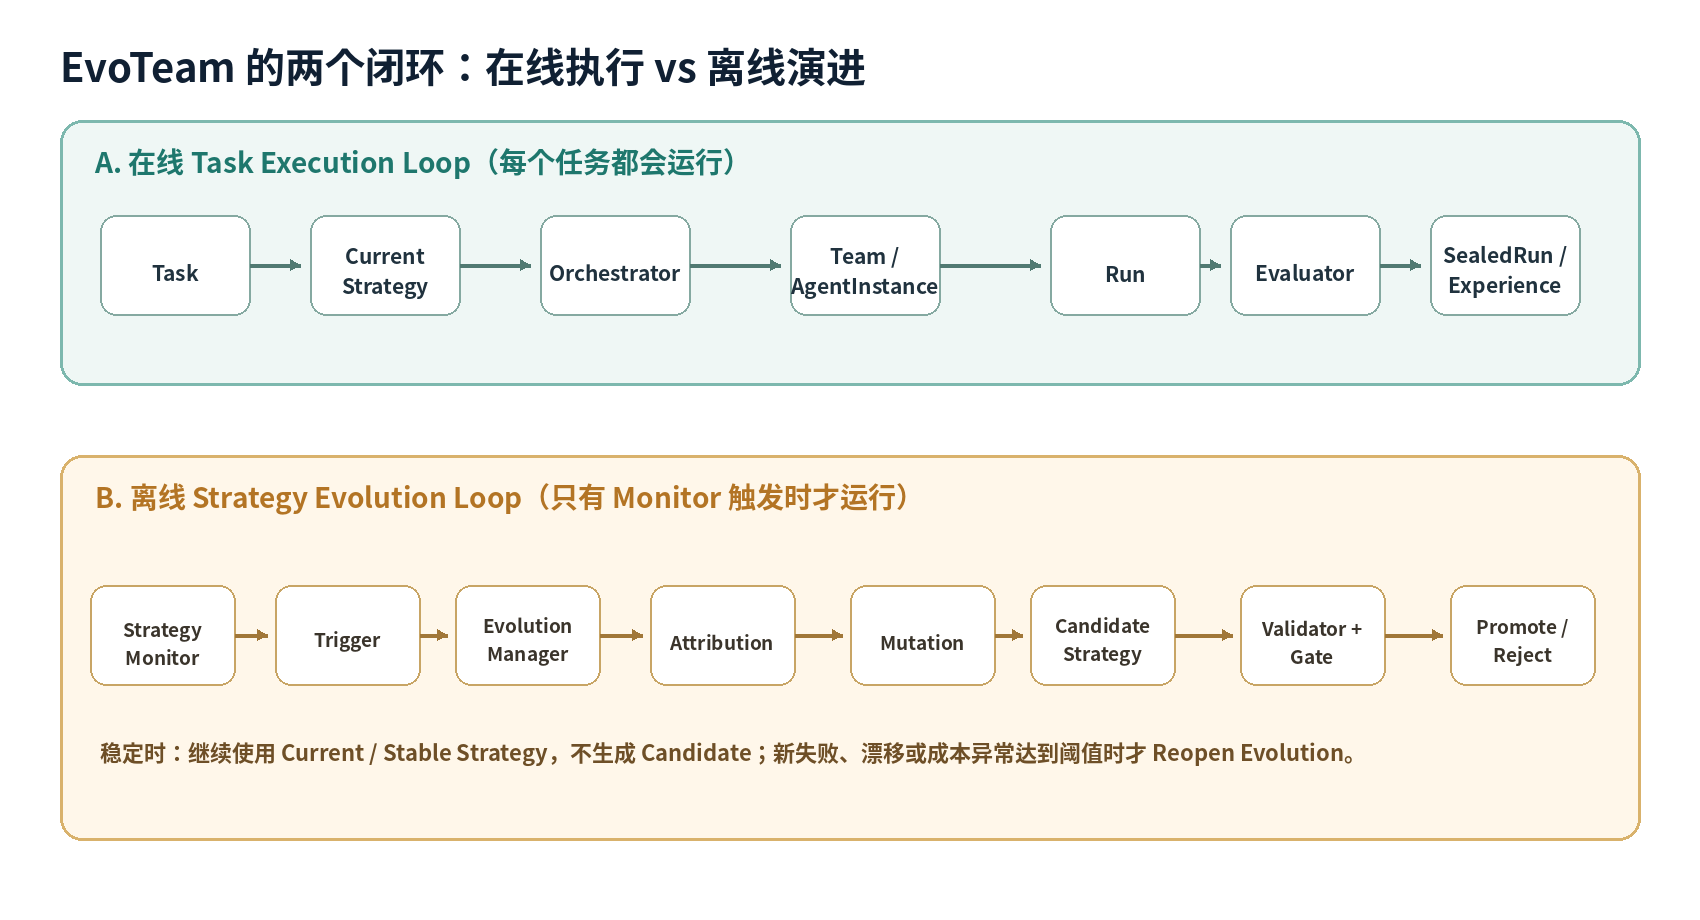 EvoTeam 的两个闭环：在线执行 vs 离线演进
A. 在线 Task Execution Loop（每个任务都会运行）
Task
Current
Strategy
Orchestrator
Team /
AgentInstance
Run
Evaluator
SealedRun /
Experience
B. 离线 Strategy Evolution Loop（只有 Monitor 触发时才运行）
Strategy
Monitor
Trigger
Evolution
Manager
Attribution
Mutation
Candidate
Strategy
Validator +
Gate
Promote /
Reject
稳定时：继续使用 Current / Stable Strategy，不生成 Candidate；新失败、漂移或成本异常达到阈值时才 Reopen Evolution。